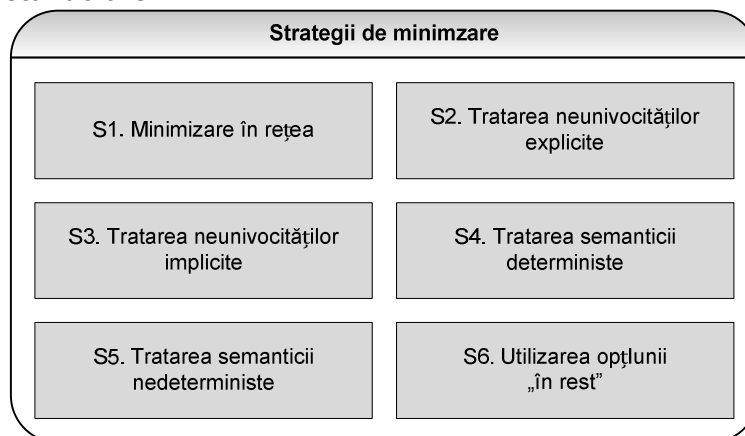 Strategii de minimzare
S1. Minimizare în rețea
S2. Tratarea neunivocităților
explicite
S3. Tratarea neunivocităților
implicite
S4. Tratarea semanticii
deterministe
S5. Tratarea semanticii
nedeterministe
S6. Utilizarea opțIunii
„în rest”